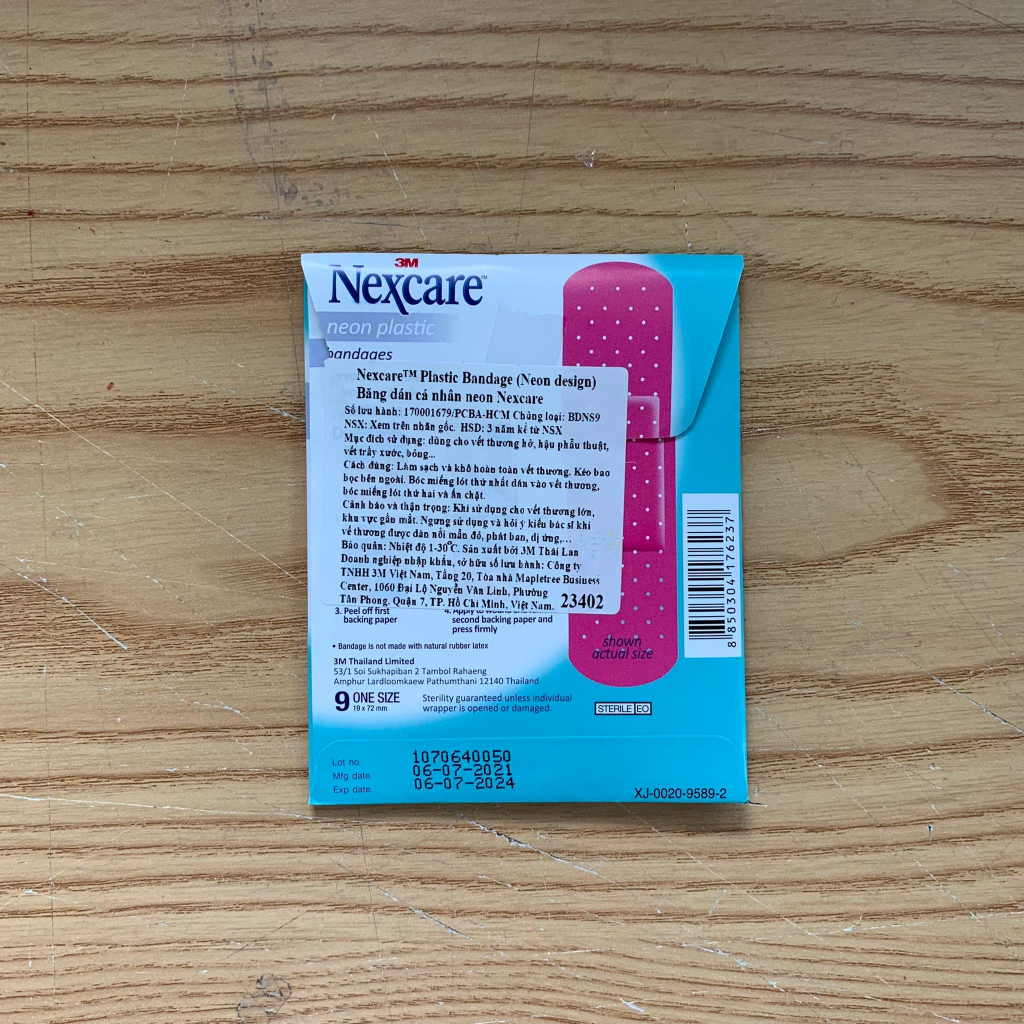 3M
Nexcare™
neon plastic
bandages
Nexcare™ Plastic Bandage (Neon design)
Băng dán cá nhân neon Nexcare
Số lưu hành: 170001679/PCBA-HCM Chủng loại: BDNS9
NSX: Xem trên nhãn gốc. HSD: 3 năm kể từ NSX
Mục đích sử dụng: dùng cho vết thương hở, hậu phẫu thuật,
vết trầy xước, bỏng...
Cách dùng: Làm sạch và khô hoàn toàn vết thương. Kéo bao
bọc bên ngoài. Bóc miếng lót thứ nhất dán vào vết thương,
bóc miếng lót thứ hai và ấn chặt.
Cảnh báo và thận trọng: Khi sử dụng cho vết thương lớn,
khu vực gần mắt. Ngưng sử dụng và hỏi ý kiến bác sĩ khi
vế thương được dán nổi mẩn đỏ, phát ban, dị ứng,...
Bảo quản: Nhiệt độ 1-30°C. Sản xuất bởi 3M Thái Lan
Doanh nghiệp nhập khẩu, sở hữu số lưu hành: Công ty
TNHH 3M Việt Nam, Tầng 20, Tòa nhà Mapletree Business
Center, 1060 Đại Lộ Nguyễn Văn Linh, Phường
Tân Phong, Quận 7, TP. Hồ Chí Minh, Việt Nam. 23402
3. Peel off first
backing paper
4. Apply to wound
second backing paper and
press firmly
• Bandage is not made with natural rubber latex
3M Thailand Limited
53/1 Soi Sukhapiban 2 Tambol Rahaeng
Amphur Lardloomkaew Pathumthani 12140 Thailand
9 ONE SIZE
19 x 72 mm
Sterility guaranteed unless individual
wrapper is opened or damaged.
shown
actual size
STERILE EO
8 850304 176237
Lot no. 1070640050
Mfg date. 06-07-2021
Exp date. 06-07-2024
XJ-0020-9589-2